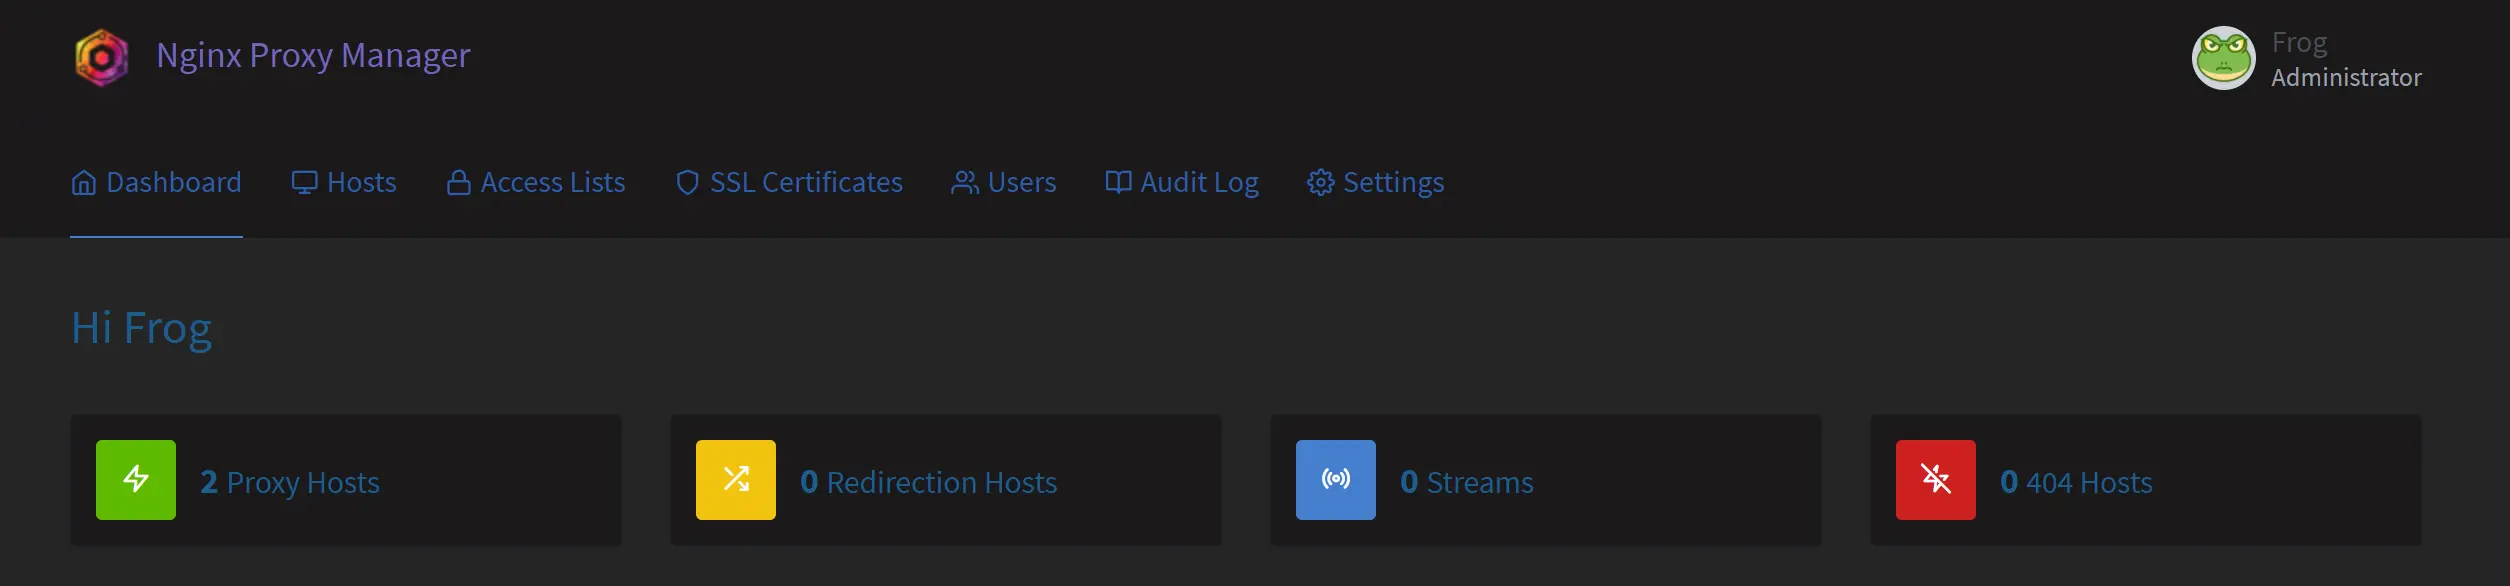 Nginx Proxy Manager
Frog
Administrator
Dashboard Hosts Access Lists SSL Certificates Users Audit Log Settings
Hi Frog
2 Proxy Hosts
0 Redirection Hosts
0 Streams
0 404 Hosts